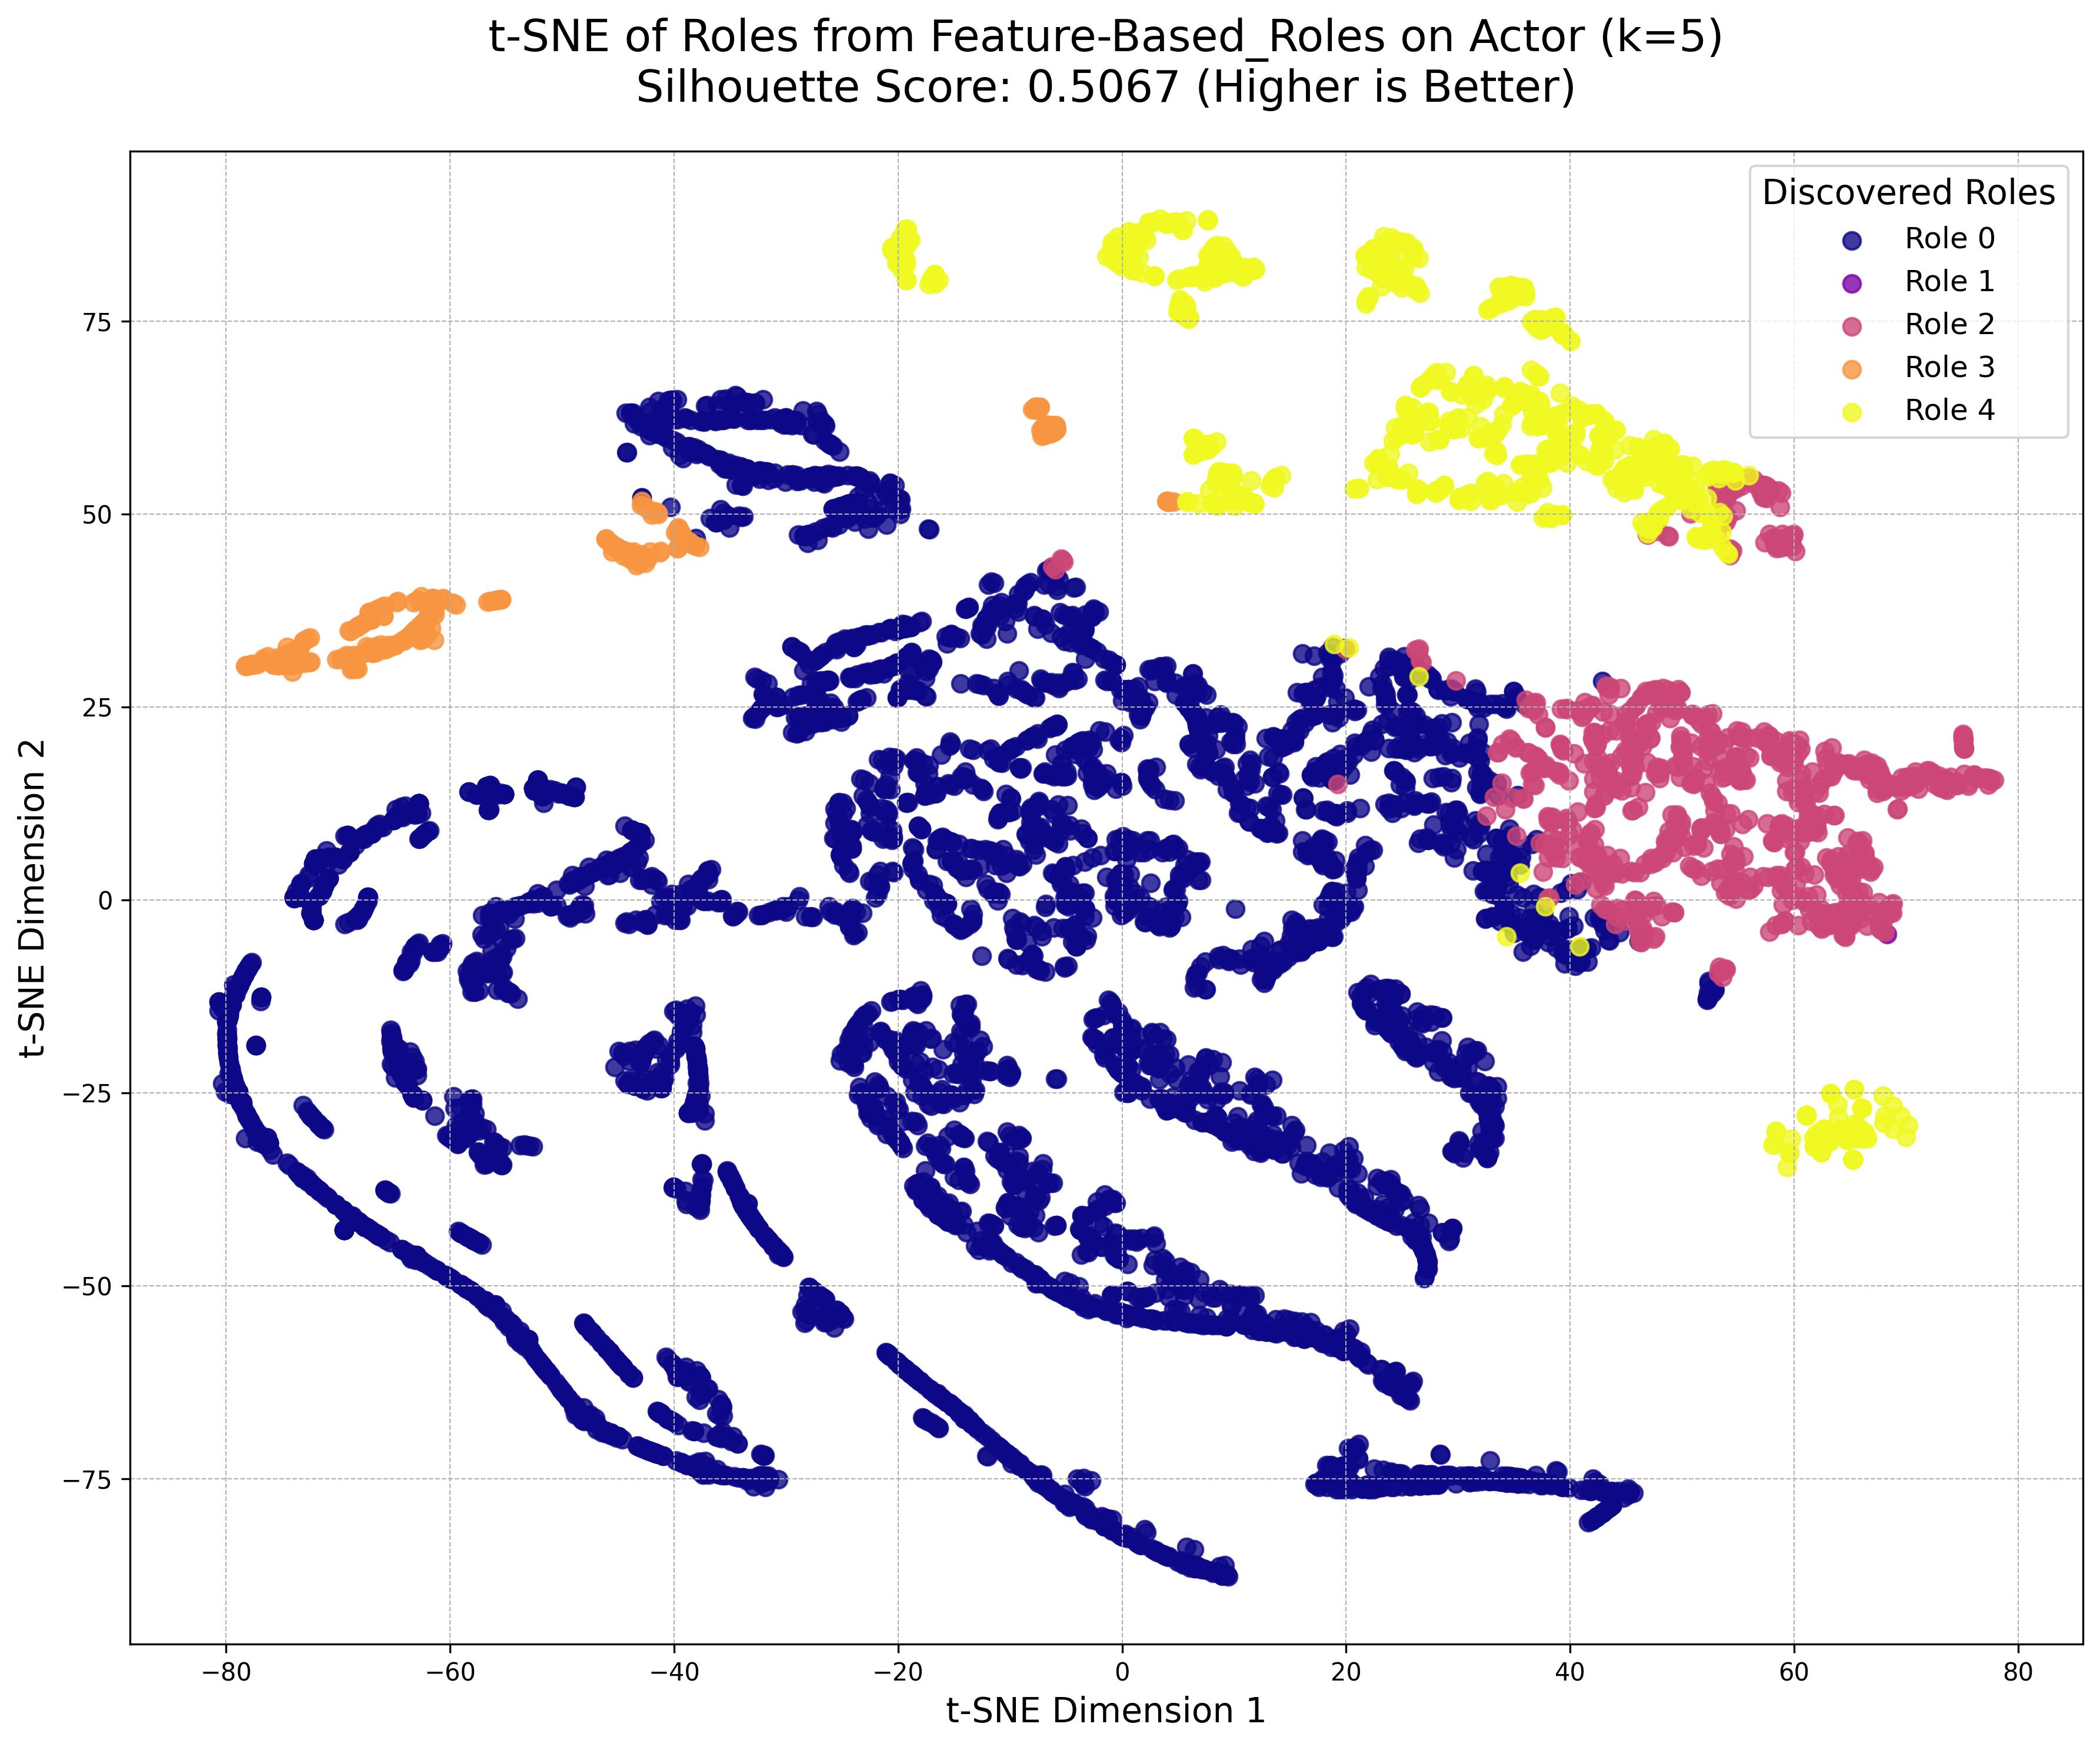 t-SNE of Roles from Feature-Based_Roles on Actor (k=5)
Silhouette Score: 0.5067 (Higher is Better)
Discovered Roles
Role 0
Role 1
Role 2
Role 3
Role 4
t-SNE Dimension 2
75
50
25
0
−25
−50
−75
−80
−60
−40
−20
0
20
40
60
80
t-SNE Dimension 1